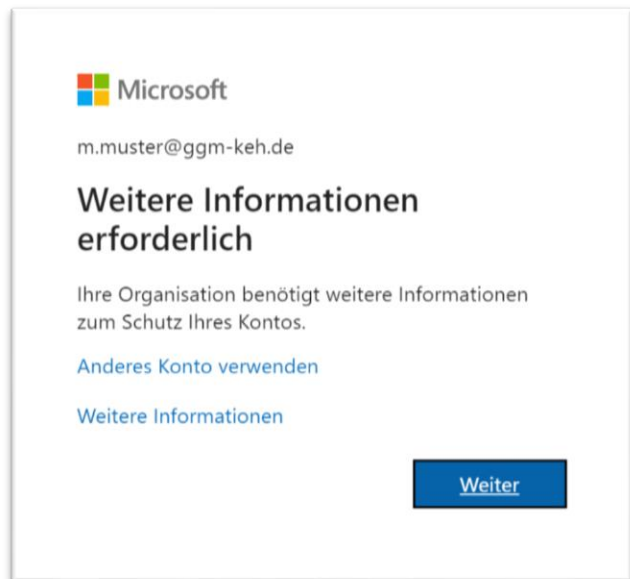 Microsoft
m.muster@ggm-keh.de
Weitere Informationen
erforderlich
Ihre Organisation benötigt weitere Informationen
zum Schutz Ihres Kontos.
Anderes Konto verwenden
Weitere Informationen
Weiter